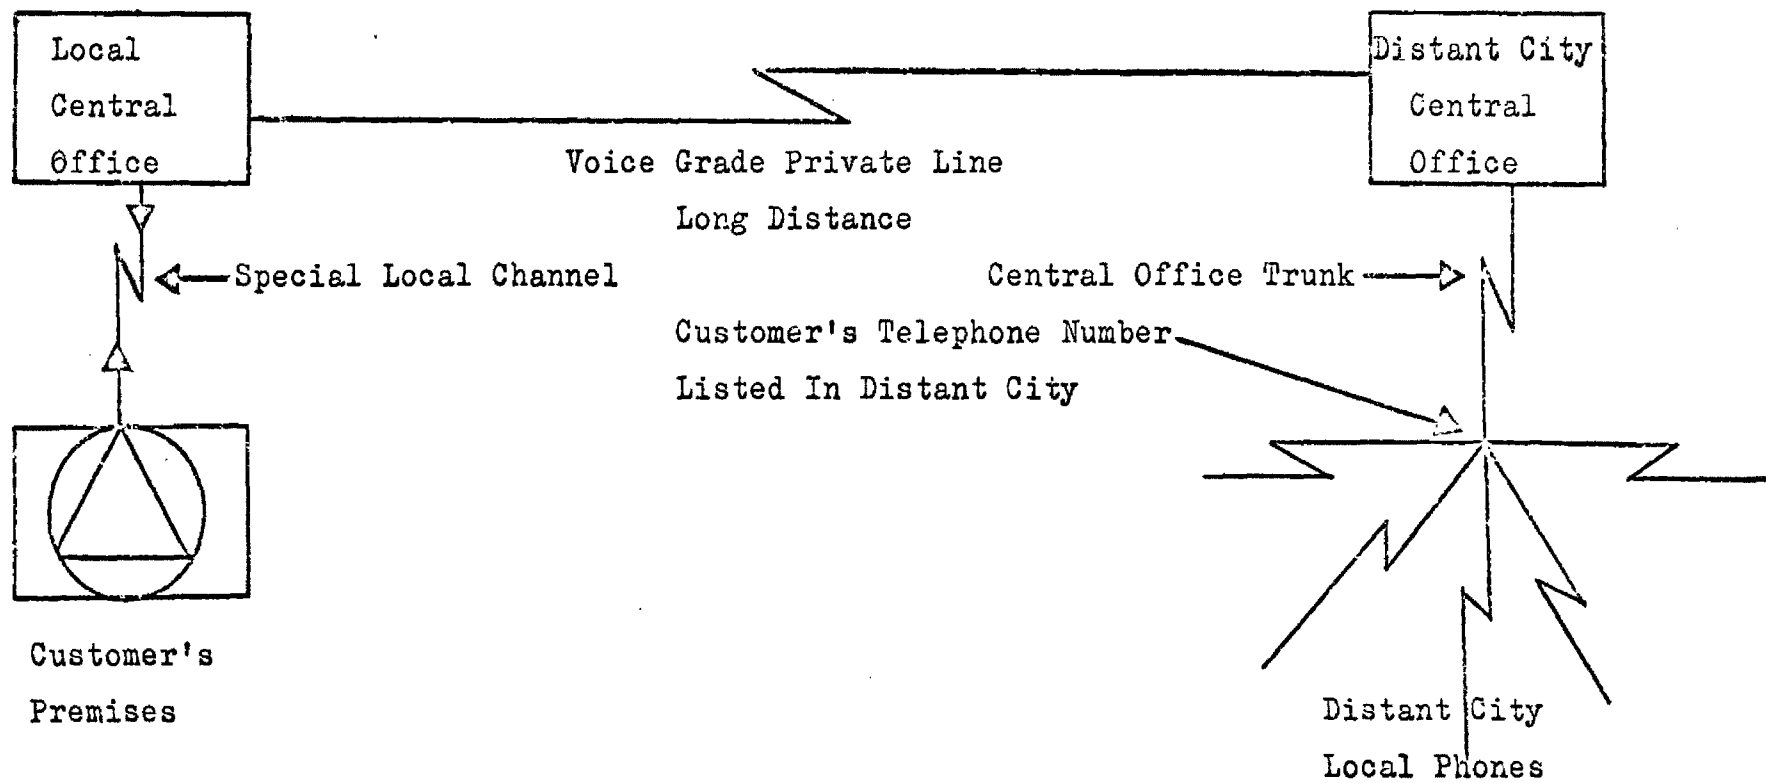 Local
Central
Office
Distant City
Central
Office
Voice Grade Private Line
Long Distance
Special Local Channel
Central Office Trunk
Customer's Telephone Number
Listed In Distant City
Customer's
Premises
Distant City
Local Phones